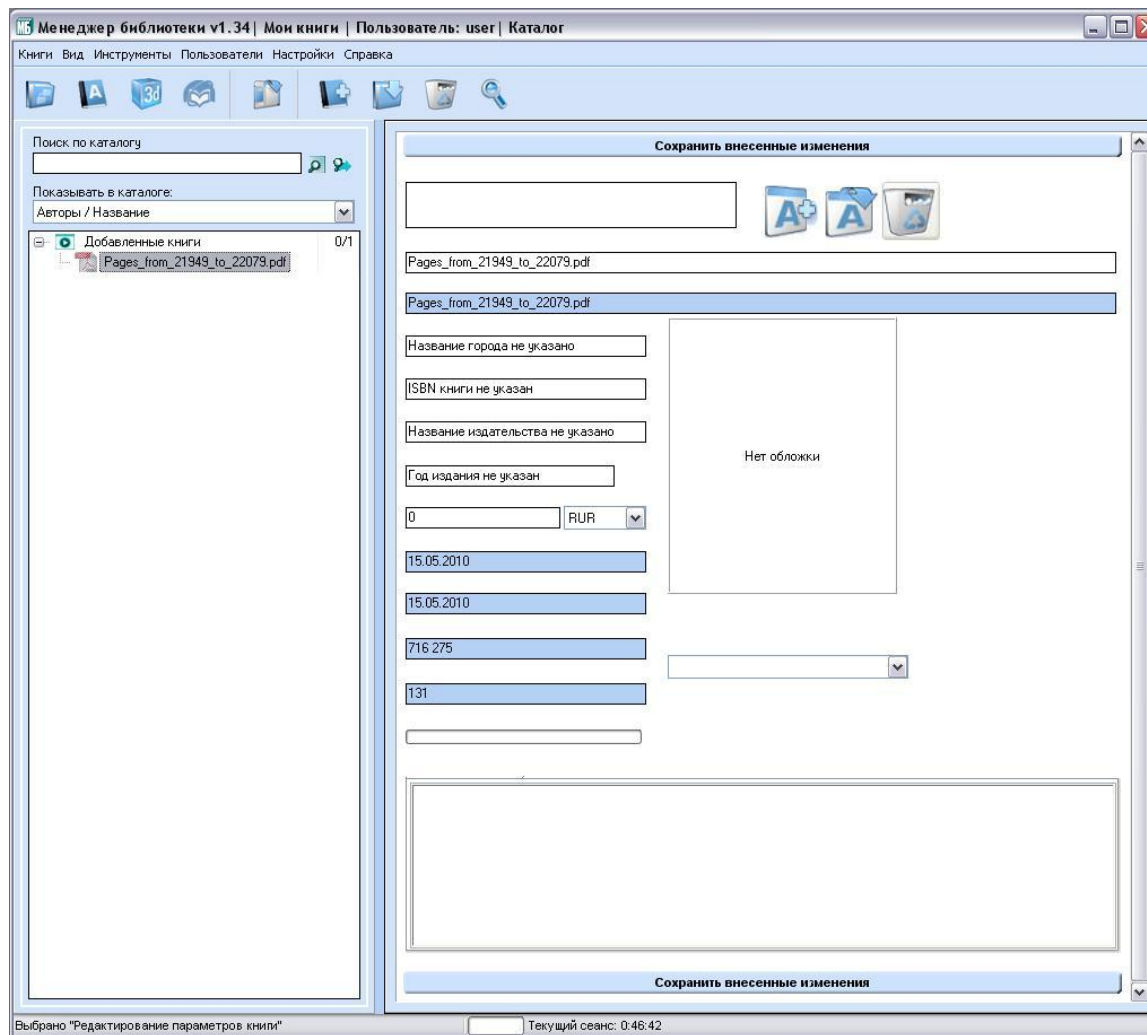 Менеджер библиотеки v1.34| Мои книги | Пользователь: user| Каталог
Книги Вид Инструменты Пользователи Настройки Справка
A 3d
Поиск по каталогу
Показывать в каталоге:
Авторы / Название
Добавленные книги 0/1
Pages_from_21949_to_22079.pdf
Сохранить внесенные изменения
A A
Pages_from_21949_to_22079.pdf
Pages_from_21949_to_22079.pdf
Название города не указано
ISBN книги не указан
Название издательства не указано
Год издания не указан
0 RUR
15.05.2010
15.05.2010
716 275
131
Нет обложки
Сохранить внесенные изменения
Выбрано "Редактирование параметров книги" Текущий сеанс: 0:46:42